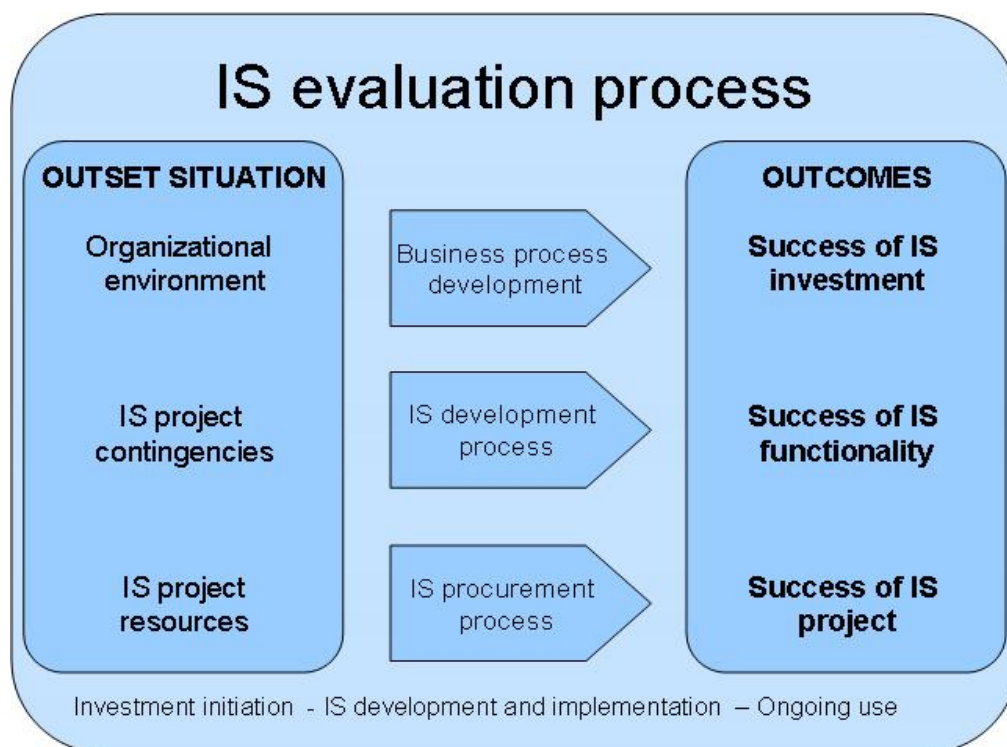 IS evaluation process
OUTSET SITUATION
Organizational
environment
IS project
contingencies
IS project
resources
Business process
development
IS development
process
IS procurement
process
OUTCOMES
Success of IS
investment
Success of IS
functionality
Success of IS
project
Investment initiation - IS development and implementation – Ongoing use